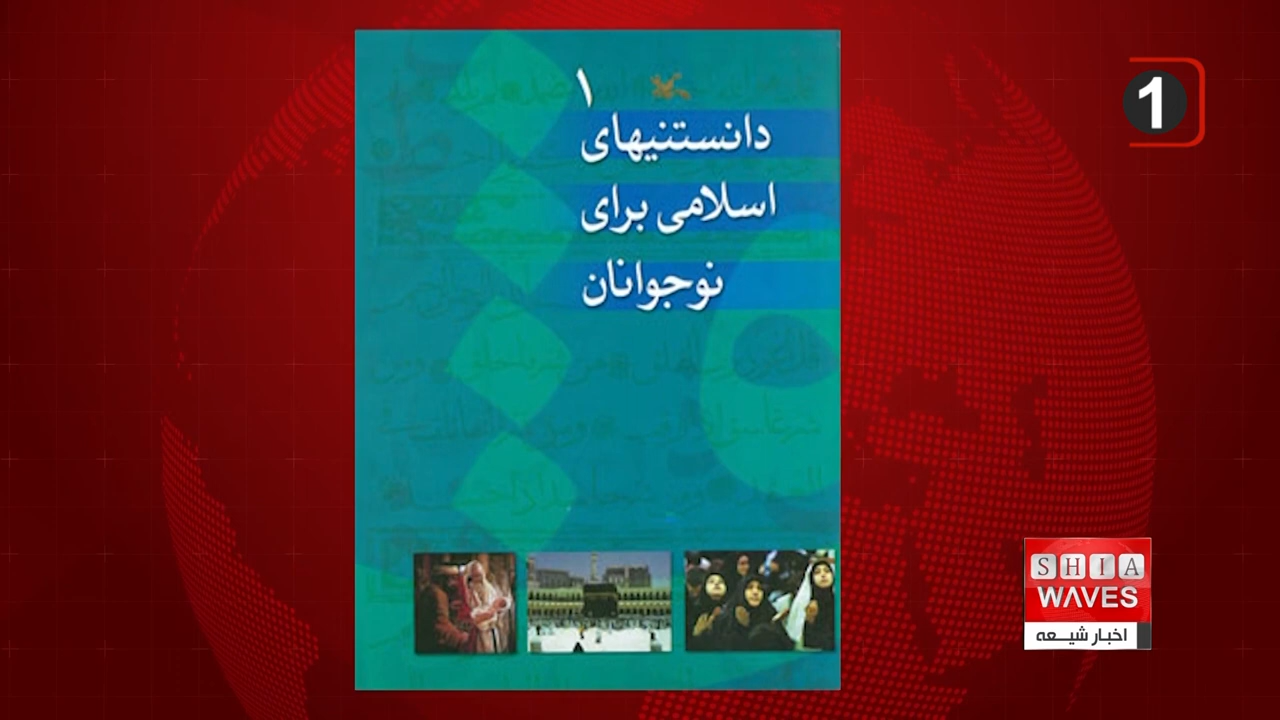 ۱
دانستنیهای
اسلامی برای
نوجوانان
1
SHIA
WAVES
اخبار شیعه